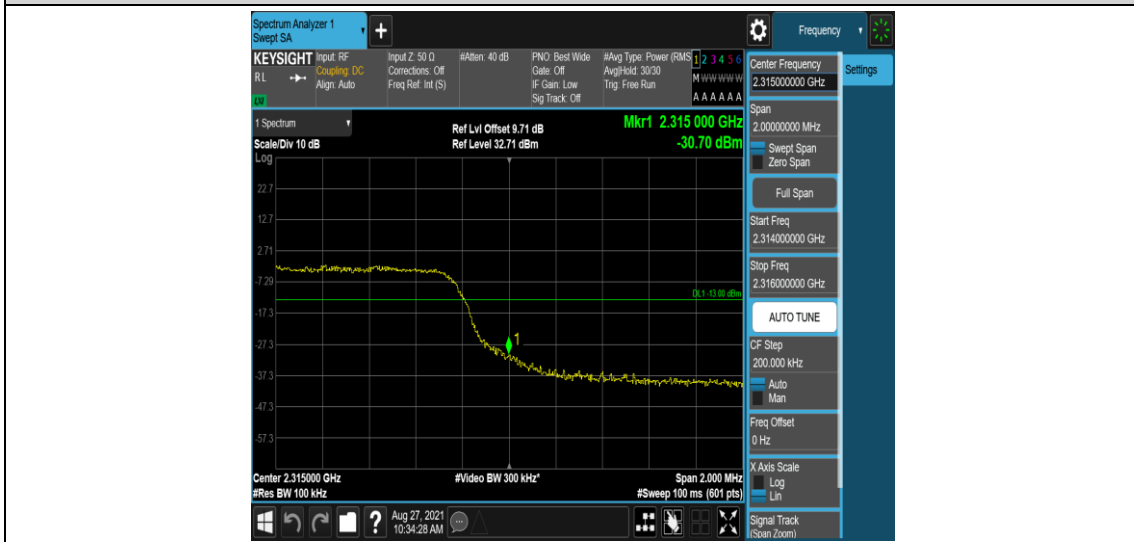 Spectrum Analyzer 1
Swept SA
+
Frequency
KEYSIGHT
RL
LXI
Input: RF
Coupling: DC
Align: Auto
Input Z: 50 Ω
Corrections: Off
Freq Ref: Int (S)
#Atten: 40 dB
PNO: Best Wide
Gate: Off
IF Gain: Low
Sig Track: Off
#Avg Type: Power (RMS
Avg|Hold: 30/30
Trig: Free Run
1 2 3 4 5 6
M W W W W W
A A A A A A
1 Spectrum
Scale/Div 10 dB
Log
Ref Lvl Offset 9.71 dB
Ref Level 32.71 dBm
Mkr1 2.315 000 GHz
-30.70 dBm
22.7
12.7
2.71
-7.29
-17.3
-27.3
-37.3
-47.3
-57.3
DL1 -13.00 dBm
1
Center 2.315000 GHz
#Res BW 100 kHz
#Video BW 300 kHz*
Span 2.000 MHz
#Sweep 100 ms (601 pts)
?
Aug 27, 2021
10:34:28 AM
Center Frequency
2.315000000 GHz
Span
2.00000000 MHz
Swept Span
Zero Span
Full Span
Start Freq
2.314000000 GHz
Stop Freq
2.316000000 GHz
AUTO TUNE
CF Step
200.000 kHz
Auto
Man
Freq Offset
0 Hz
X Axis Scale
Log
Lin
Signal Track
(Span Zoom)
Settings